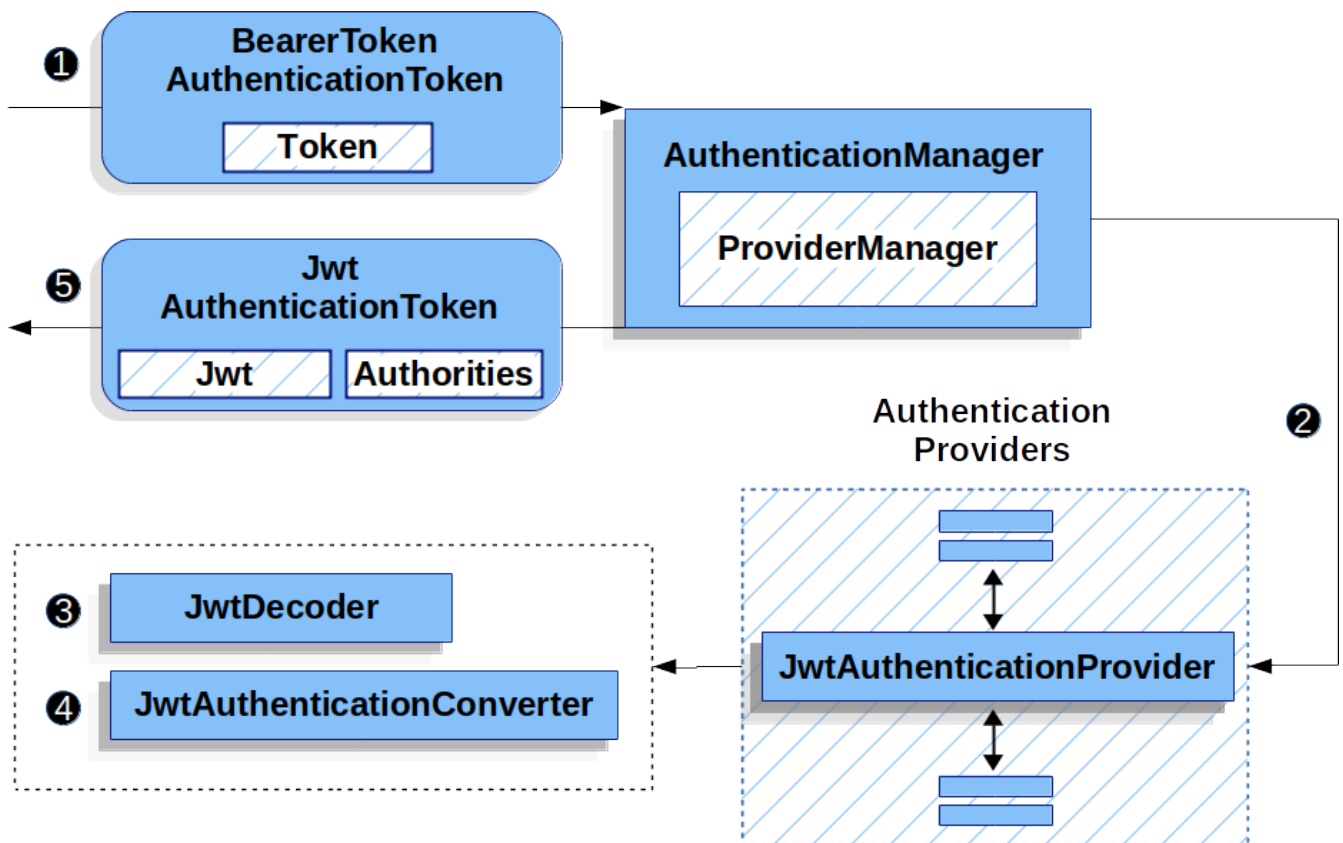 ❶
BearerToken
AuthenticationToken
Token
AuthenticationManager
ProviderManager
❺
Jwt
AuthenticationToken
Jwt
Authorities
Authentication
Providers
❷
❸
JwtDecoder
❹
JwtAuthenticationConverter
JwtAuthenticationProvider